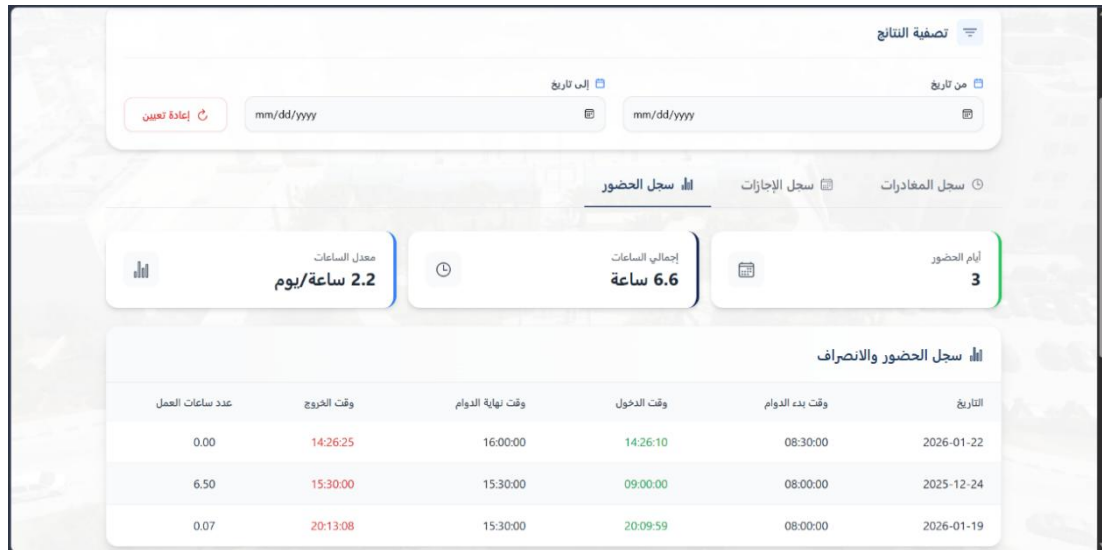 تصفية النتائج
من تاريخ
إلى تاريخ
mm/dd/yyyy
mm/dd/yyyy
إعادة تعيين
سجل المغادرات
سجل الإجازات
سجل الحضور
أيام الحضور
3
إجمالي الساعات
6.6 ساعة
معدل الساعات
2.2 ساعة/يوم
سجل الحضور والانصراف
التاريخ وقت بدء الدوام وقت الدخول وقت نهاية الدوام وقت الخروج عدد ساعات العمل
2026-01-22 08:30:00 14:26:10 16:00:00 14:26:25 0.00
2025-12-24 08:00:00 09:00:00 15:30:00 15:30:00 6.50
2026-01-19 08:00:00 20:09:59 15:30:00 20:13:08 0.07